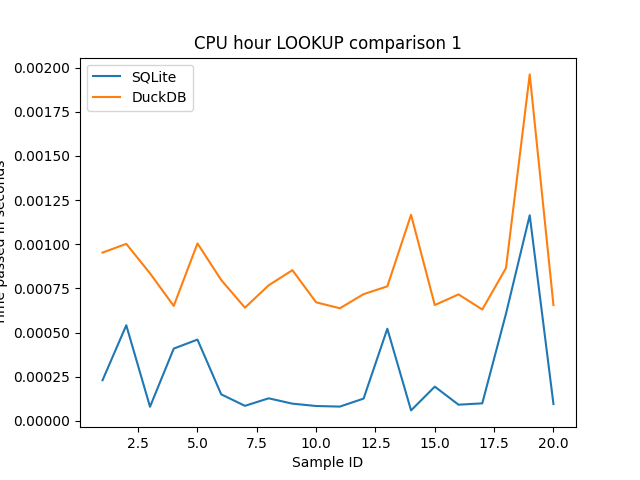 CPU hour LOOKUP comparison 1
SQLite
DuckDB
0.00200
0.00175
0.00150
0.00125
0.00100
0.00075
0.00050
0.00025
0.00000
passed in seconds
2.5 5.0 7.5 10.0 12.5 15.0 17.5 20.0
Sample ID